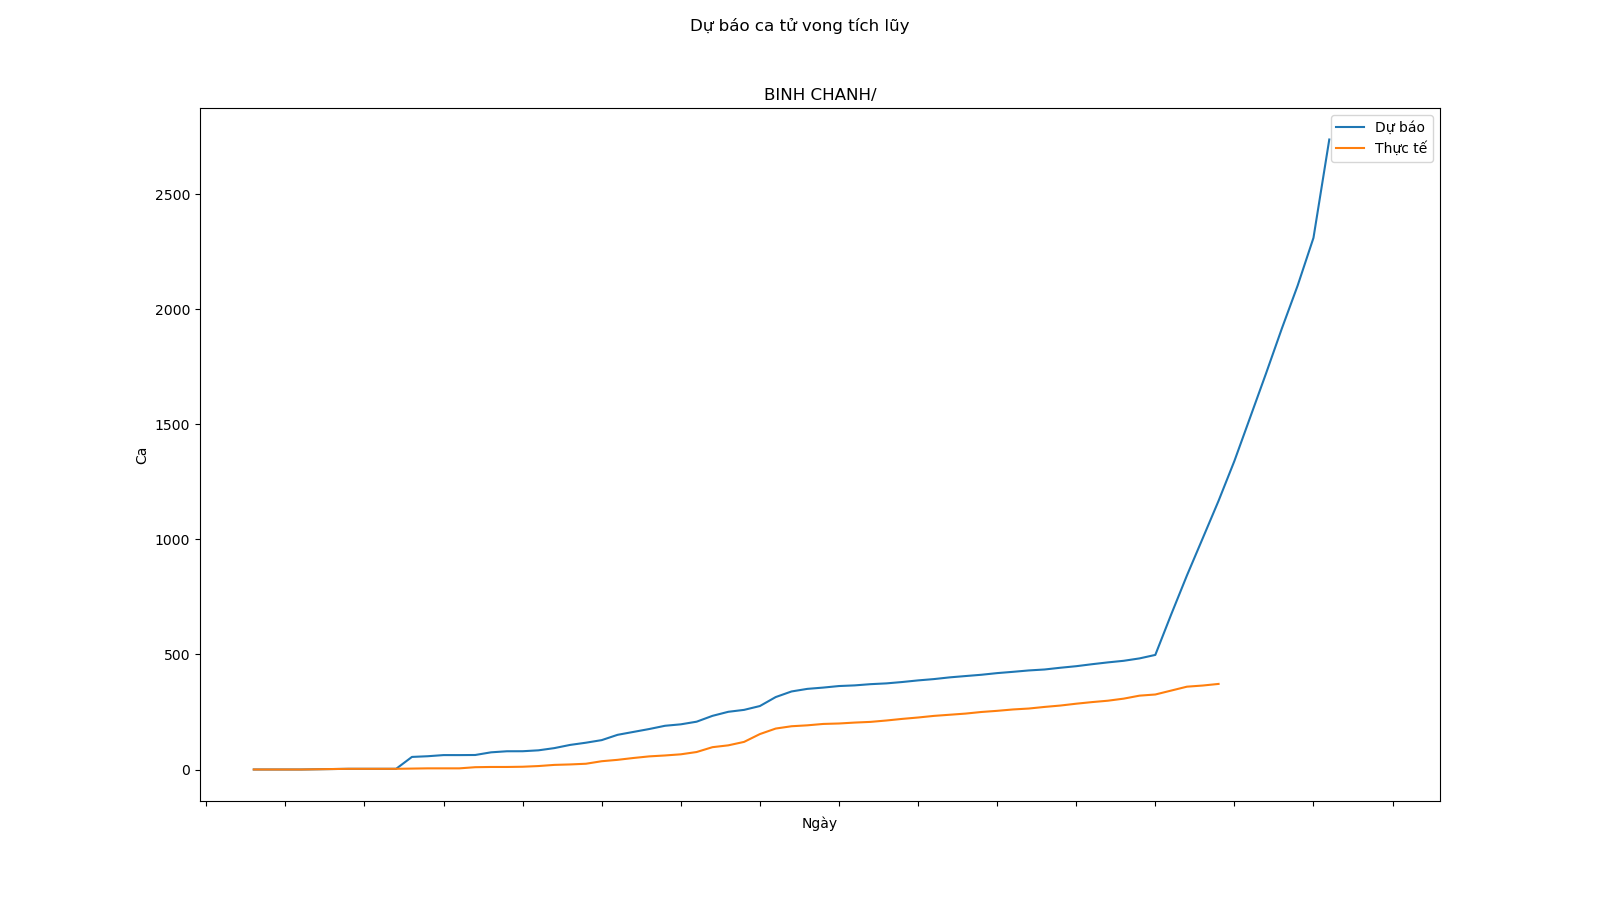 Dự báo ca tử vong tích lũy
BINH CHANH/
Dự báo
Thực tế
2500
2000
1500
1000
500
0
Ca
Ngày